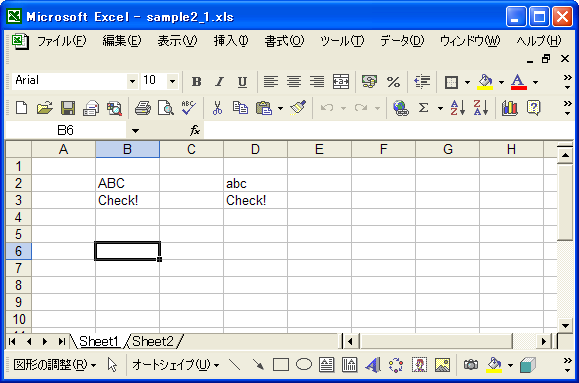 Microsoft Excel - sample2_1.xls
ファイル(F) 編集(E) 表示(V) 挿入(I) 書式(O) ツール(T) データ(D) ウィンドウ(W) ヘルプ(H)
Arial 10 B I U %
ABC
B6 fx
A B C D E F G H
1
2 ABC abc
3 Check! Check!
4
5
6
7
8
9
10
Sheet1 Sheet2
図形の調整(R) オートシェイプ(U)